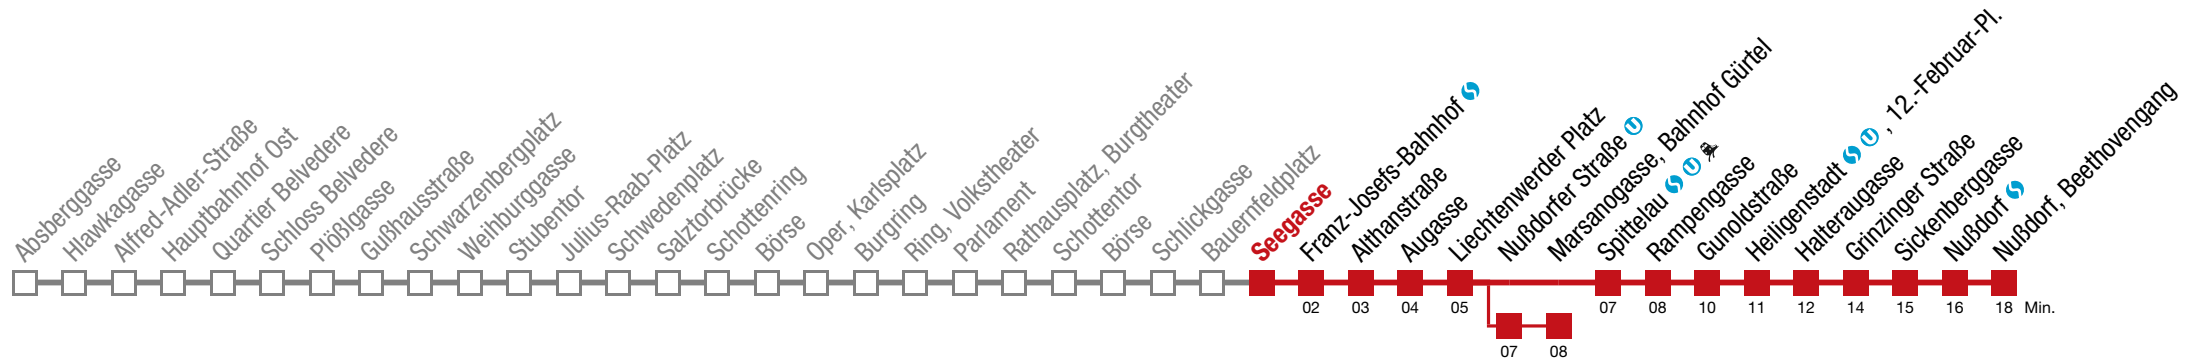 Absberggasse
Hlawkagasse
Alfred-Adler-Straße
Hauptbahnhof Ost
Quartier Belvedere
Schloss Belvedere
Plößlgasse
Gußhausstraße
Schwarzenbergplatz
Weihburggasse
Stubentor
Julius-Raab-Platz
Schwedenplatz
Salztorbrücke
Schottenring
Börse
Oper, Karlsplatz
Burgring
Ring, Volkstheater
Parlament
Rathausplatz, Burgtheater
Schottentor
Börse
Schlickgasse
Bauernfeldplatz
Seegasse
Franz-Josefs-Bahnhof S
Althanstraße
Augasse
Liechtenwerder Platz
Nußdorfer Straße U
Marsanogasse, Bahnhof Gürtel
Spittelau S U
Rampengasse
Gunoldstraße
Heiligenstadt S U , 12.-Februar-Pl.
Halteraugasse
Grinzinger Straße
Sickenberggasse
Nußdorf S
Nußdorf, Beethovengang
02 03 04 05 07 08 10 11 12 14 15 16 18 Min.
07 08